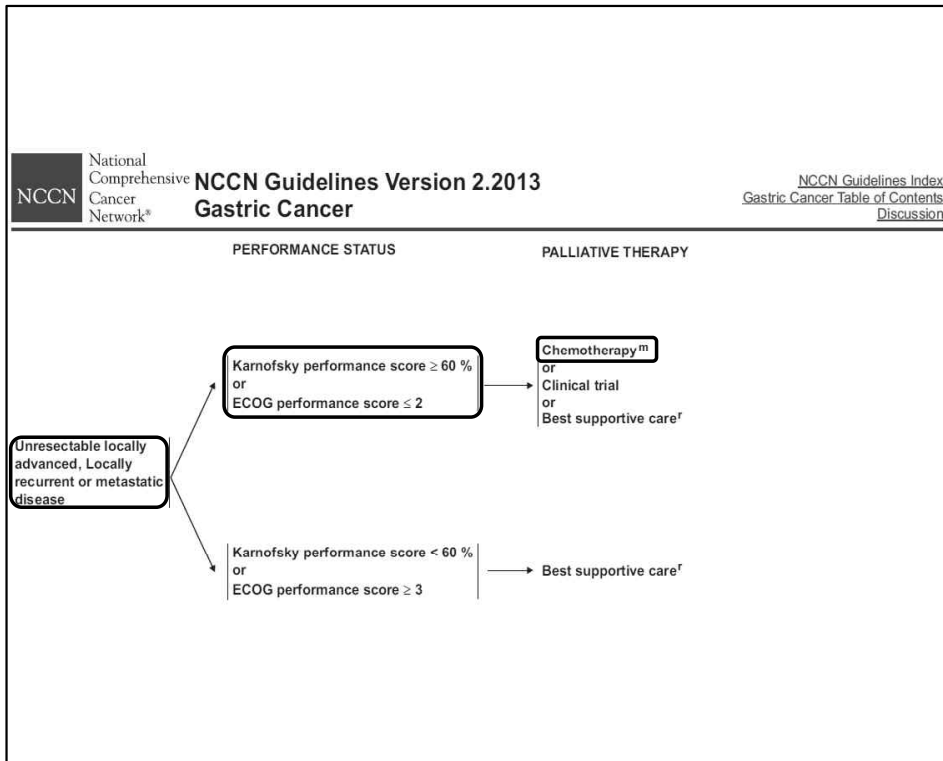 NCCN
National
Comprehensive
Cancer
Network®
NCCN Guidelines Version 2.2013
Gastric Cancer
NCCN Guidelines Index
Gastric Cancer Table of Contents
Discussion
PERFORMANCE STATUS
PALLIATIVE THERAPY
Unresectable locally
advanced, Locally
recurrent or metastatic
disease
Karnofsky performance score ≥ 60 %
or
ECOG performance score ≤ 2
Chemotherapyᵐ
or
Clinical trial
or
Best supportive careʳ
Karnofsky performance score < 60 %
or
ECOG performance score ≥ 3
Best supportive careʳ